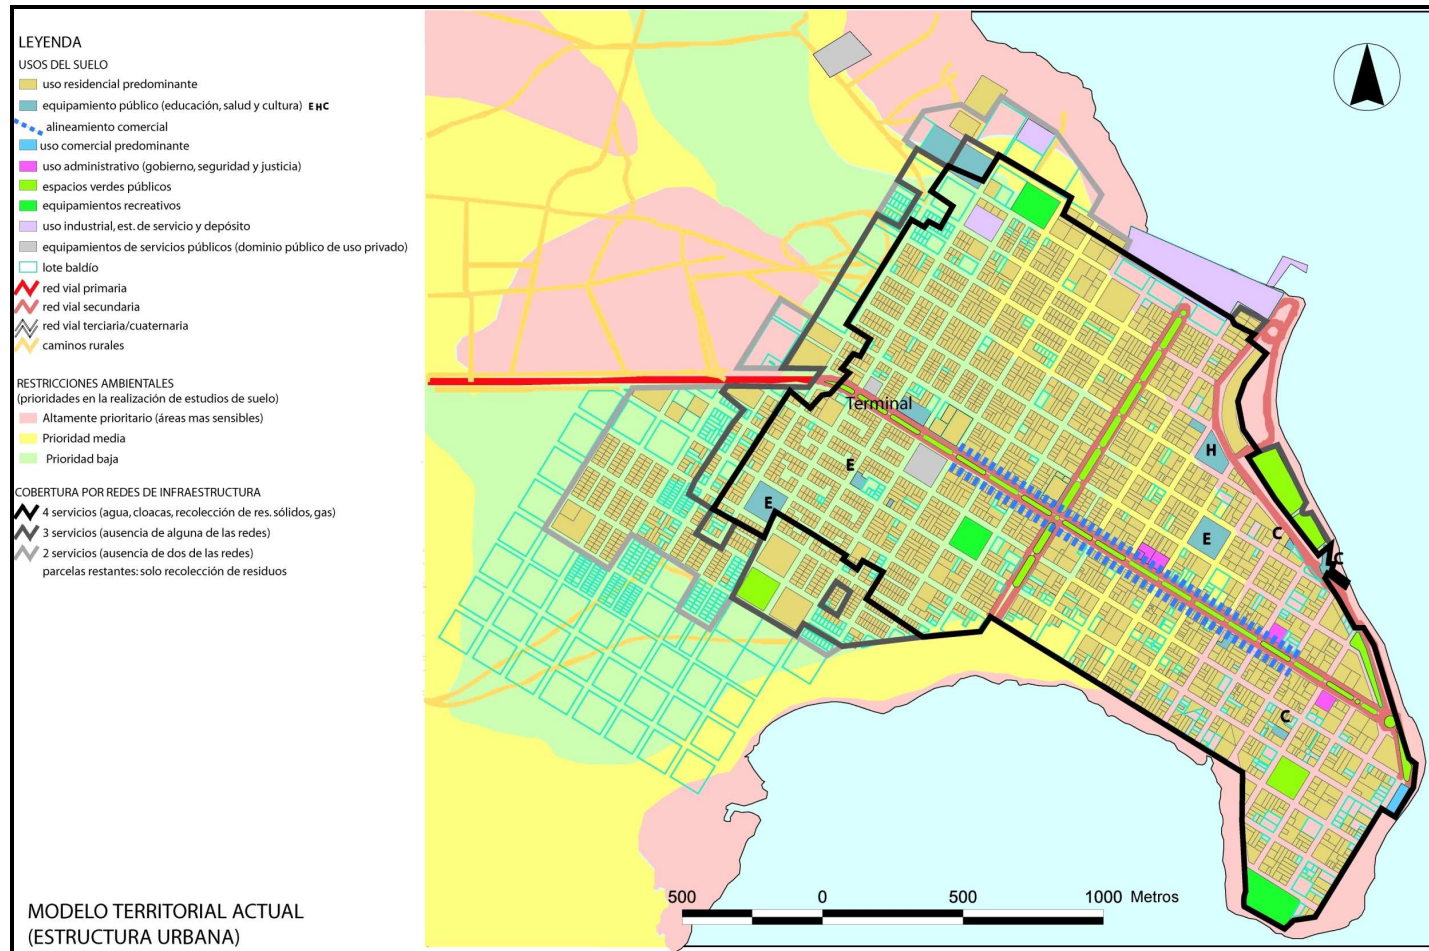 LEYENDA
USOS DEL SUELO
uso residencial predominante
equipamiento público (educación, salud y cultura) E H C
alineamiento comercial
uso comercial predominante
uso administrativo (gobierno, seguridad y justicia)
espacios verdes públicos
equipamientos recreativos
uso industrial, est. de servicio y depósito
equipamientos de servicios públicos (dominio público de uso privado)
lote baldío
red vial primaria
red vial secundaria
red vial terciaria/cuaternaria
caminos rurales
RESTRICCIONES AMBIENTALES
(prioridades en la realización de estudios de suelo)
Altamente prioritario (áreas mas sensibles)
Prioridad media
Prioridad baja
COBERTURA POR REDES DE INFRAESTRUCTURA
4 servicios (agua, cloacas, recolección de res. sólidos, gas)
3 servicios (ausencia de alguna de las redes)
2 servicios (ausencia de dos de las redes)
parcelas restantes: solo recolección de residuos
MODELO TERRITORIAL ACTUAL
(ESTRUCTURA URBANA)
Terminal
H
E
E
E
C
C
C
500 0 500 1000 Metros